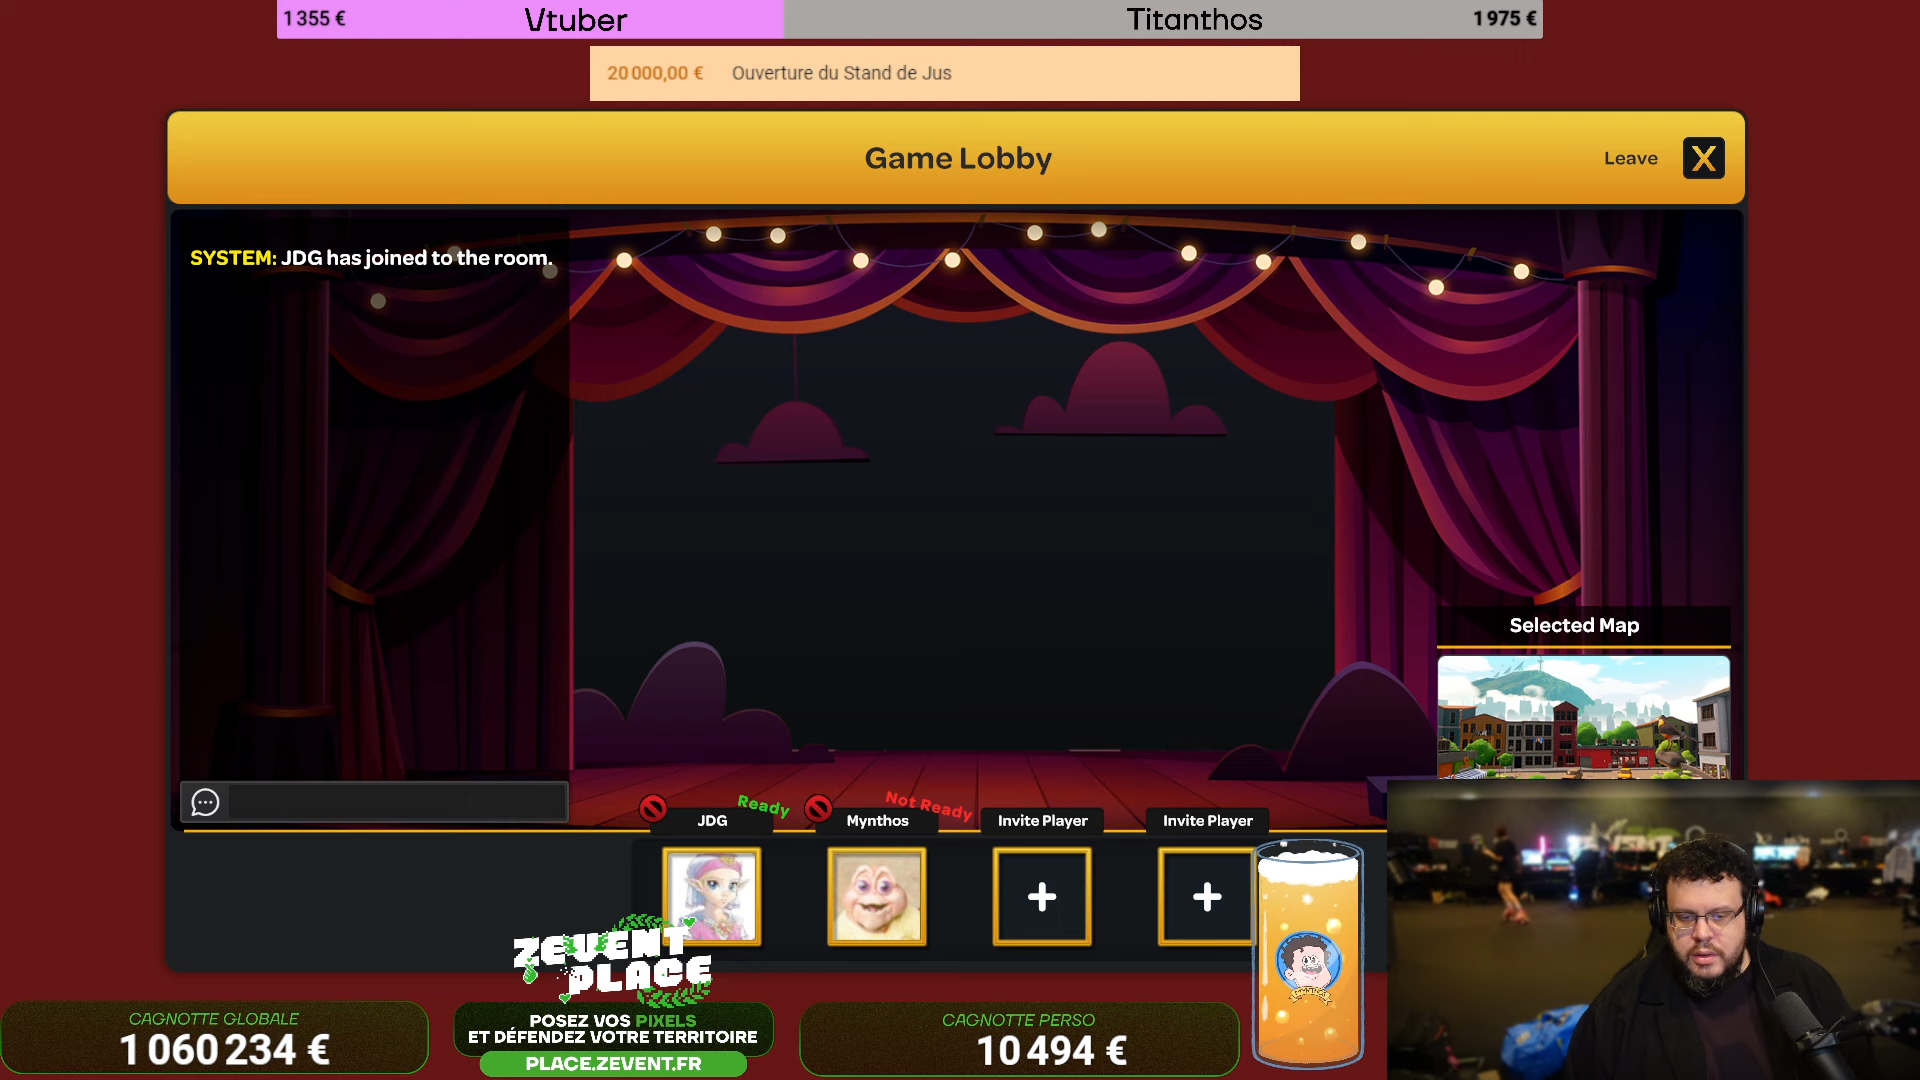 1 355 €
Vtuber
Titanthos
1 975 €
20 000,00 € Ouverture du Stand de Jus
Game Lobby
Leave
X
SYSTEM: JDG has joined to the room.
Selected Map
Ready
Not Ready
JDG
Mynthos
Invite Player
Invite Player
ZEVENT
PLACE
CAGNOTTE GLOBALE
1 060 234 €
POSEZ VOS PIXELS
ET DÉFENDEZ VOTRE TERRITOIRE
PLACE.ZEVENT.FR
CAGNOTTE PERSO
10 494 €